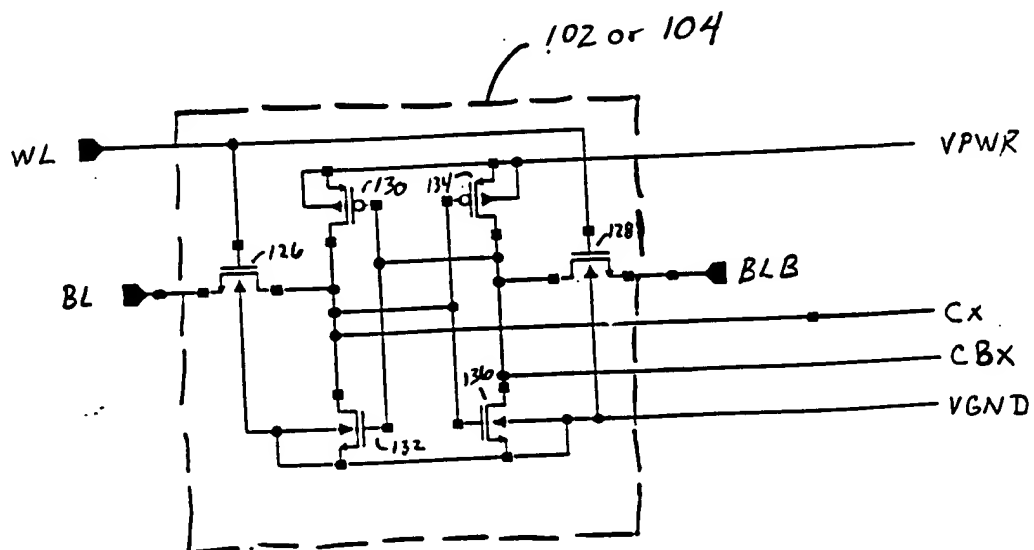 102 or 104
WL
VPWR
130
134
126
128
BL
BLB
Cx
CBx
136
VGND
132